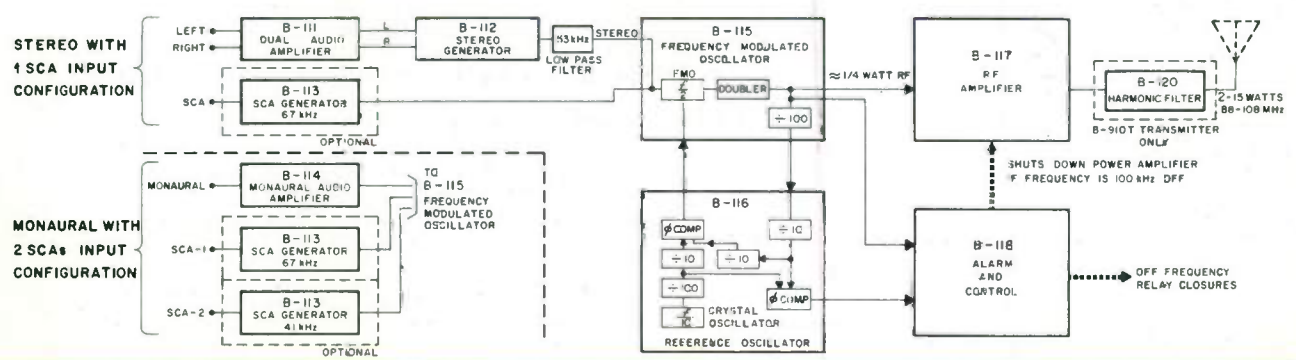 STEREO WITH
1 SCA INPUT
CONFIGURATION
LEFT
RIGHT
B-111
DUAL AUDIO
AMPLIFIER
L
R
B-112
STEREO
GENERATOR
53kHz
LOW PASS
FILTER
STEREO
SCA
B-113
SCA GENERATOR
67 kHz
OPTIONAL
B-115
FREQUENCY MODULATED
OSCILLATOR
FMO
DOUBLER
÷100
≈1/4 WATT RF
B-117
RF
AMPLIFIER
B-120
HARMONIC FILTER
B-910T TRANSMITTER
ONLY
2-15 WATTS
88-108 MHz
MONAURAL WITH
2 SCAs INPUT
CONFIGURATION
MONAURAL
B-114
MONAURAL AUDIO
AMPLIFIER
SCA-1
B-113
SCA GENERATOR
67 kHz
SCA-2
B-113
SCA GENERATOR
41 kHz
OPTIONAL
TO
B-115
FREQUENCY
MODULATED
OSCILLATOR
B-116
ØCOMP
÷10
÷10
÷10
÷100
ØCOMP
CRYSTAL
OSCILLATOR
REFERENCE OSCILLATOR
SHUTS DOWN POWER AMPLIFIER
IF FREQUENCY IS 100 kHz OFF
B-118
ALARM
AND
CONTROL
OFF FREQUENCY
RELAY CLOSURES